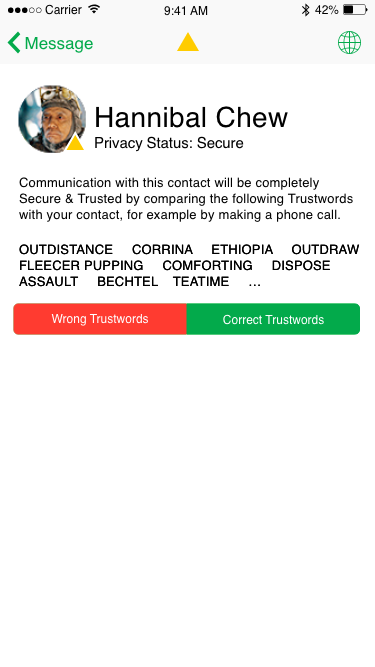 Carrier 9:41 AM 42%
Message
Hannibal Chew
Privacy Status: Secure
Communication with this contact will be completely
Secure & Trusted by comparing the following Trustwords
with your contact, for example by making a phone call.
OUTDISTANCE CORRINA ETHIOPIA OUTDRAW
FLEECER PUPPING COMFORTING DISPOSE
ASSAULT BECHTEL TEATIME ...
Wrong Trustwords Correct Trustwords